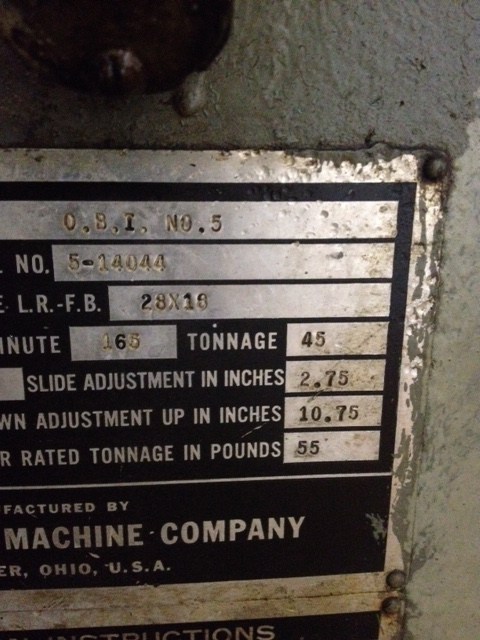 O.B.I. NO.5
L NO. 5-14044
E L.R.-F.B. 28X18
INUTE 165 TONNAGE 45
SLIDE ADJUSTMENT IN INCHES 2.75
WN ADJUSTMENT UP IN INCHES 10.75
R RATED TONNAGE IN POUNDS 55
FACTURED BY
MACHINE COMPANY
ER, OHIO, U.S.A.
INSTRUCTIONS